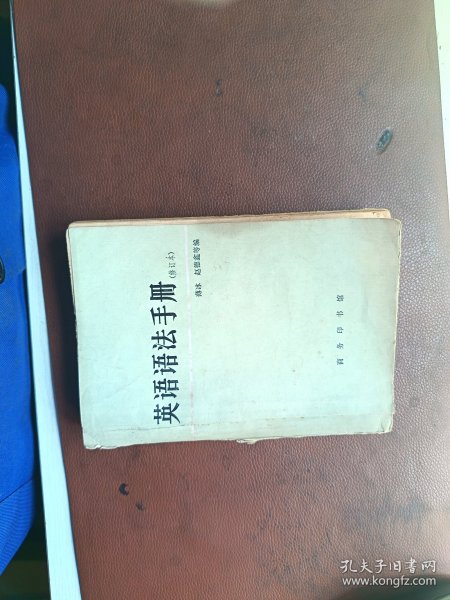 英语语法手册
(修订本)
薄冰 赵德鑫等编
商务印书馆
孔夫子旧书网
www.kongfz.com